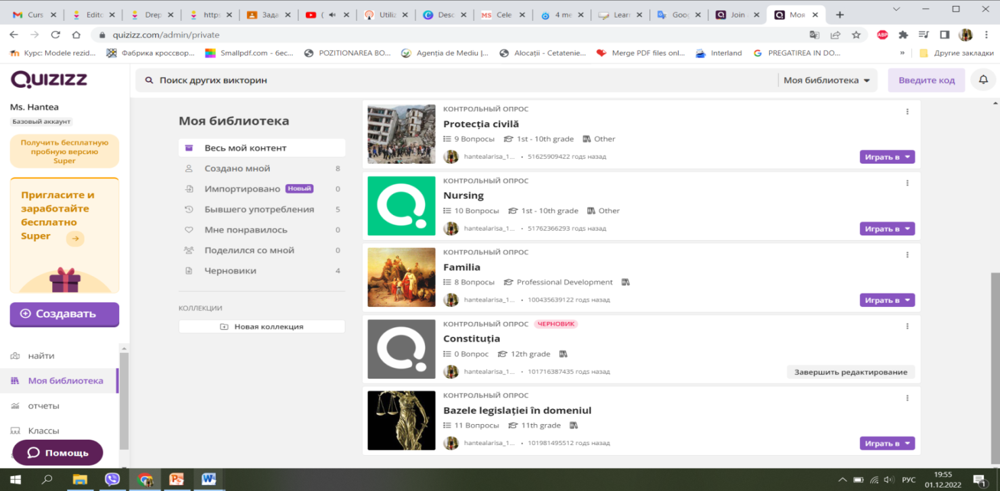 Curs
Edito
Drep
https
Зада
(
Utiliz
Desc
MS Cele
4 me
Learn
Goog
Join
Моя
quizizz.com/admin/private
ABP
m Курс: Modele rezid...
Фабрика кроссвор...
Smallpdf.com - бес...
POZITIONAREA BO...
Agenția de Mediu |...
Alocații - Cetatenie...
Merge PDF files onl...
Interland
G PREGATIREA IN DO...
»
Другие закладки
QUIZIZZ
Поиск других викторин
Моя библиотека
Введите код
Ms. Hantea
Базовый аккаунт
Получить бесплатную
пробную версию
Super
Пригласите и
заработайте
бесплатно
Super
Создавать
найти
Моя библиотека
отчеты
Классы
Помощь
Моя библиотека
Весь мой контент
Создано мной 8
Импортировано Новый 0
Бывшего употребления 5
Мне понравилось 0
Поделился со мной 0
Черновики 4
КОЛЛЕКЦИИ
Новая коллекция
КОНТРОЛЬНЫЙ ОПРОС
Protecția civilă
9 Вопросы 1st - 10th grade Other
hantealarisa_1... • 51625909422 годs назад
Играть в
КОНТРОЛЬНЫЙ ОПРОС
Nursing
10 Вопросы 1st - 10th grade Other
hantealarisa_1... • 51762366293 годs назад
Играть в
КОНТРОЛЬНЫЙ ОПРОС
Familia
8 Вопросы Professional Development
hantealarisa_1... • 100435639122 годs назад
Играть в
КОНТРОЛЬНЫЙ ОПРОС ЧЕРНОВИК
Constituția
0 Вопрос 12th grade
hantealarisa_1... • 101716387435 годs назад
Завершить редактирование
КОНТРОЛЬНЫЙ ОПРОС
Bazele legislației în domeniul
11 Вопросы 11th grade
hantealarisa_1... • 101981495512 годs назад
Играть в
РУС
19:55
01.12.2022
1